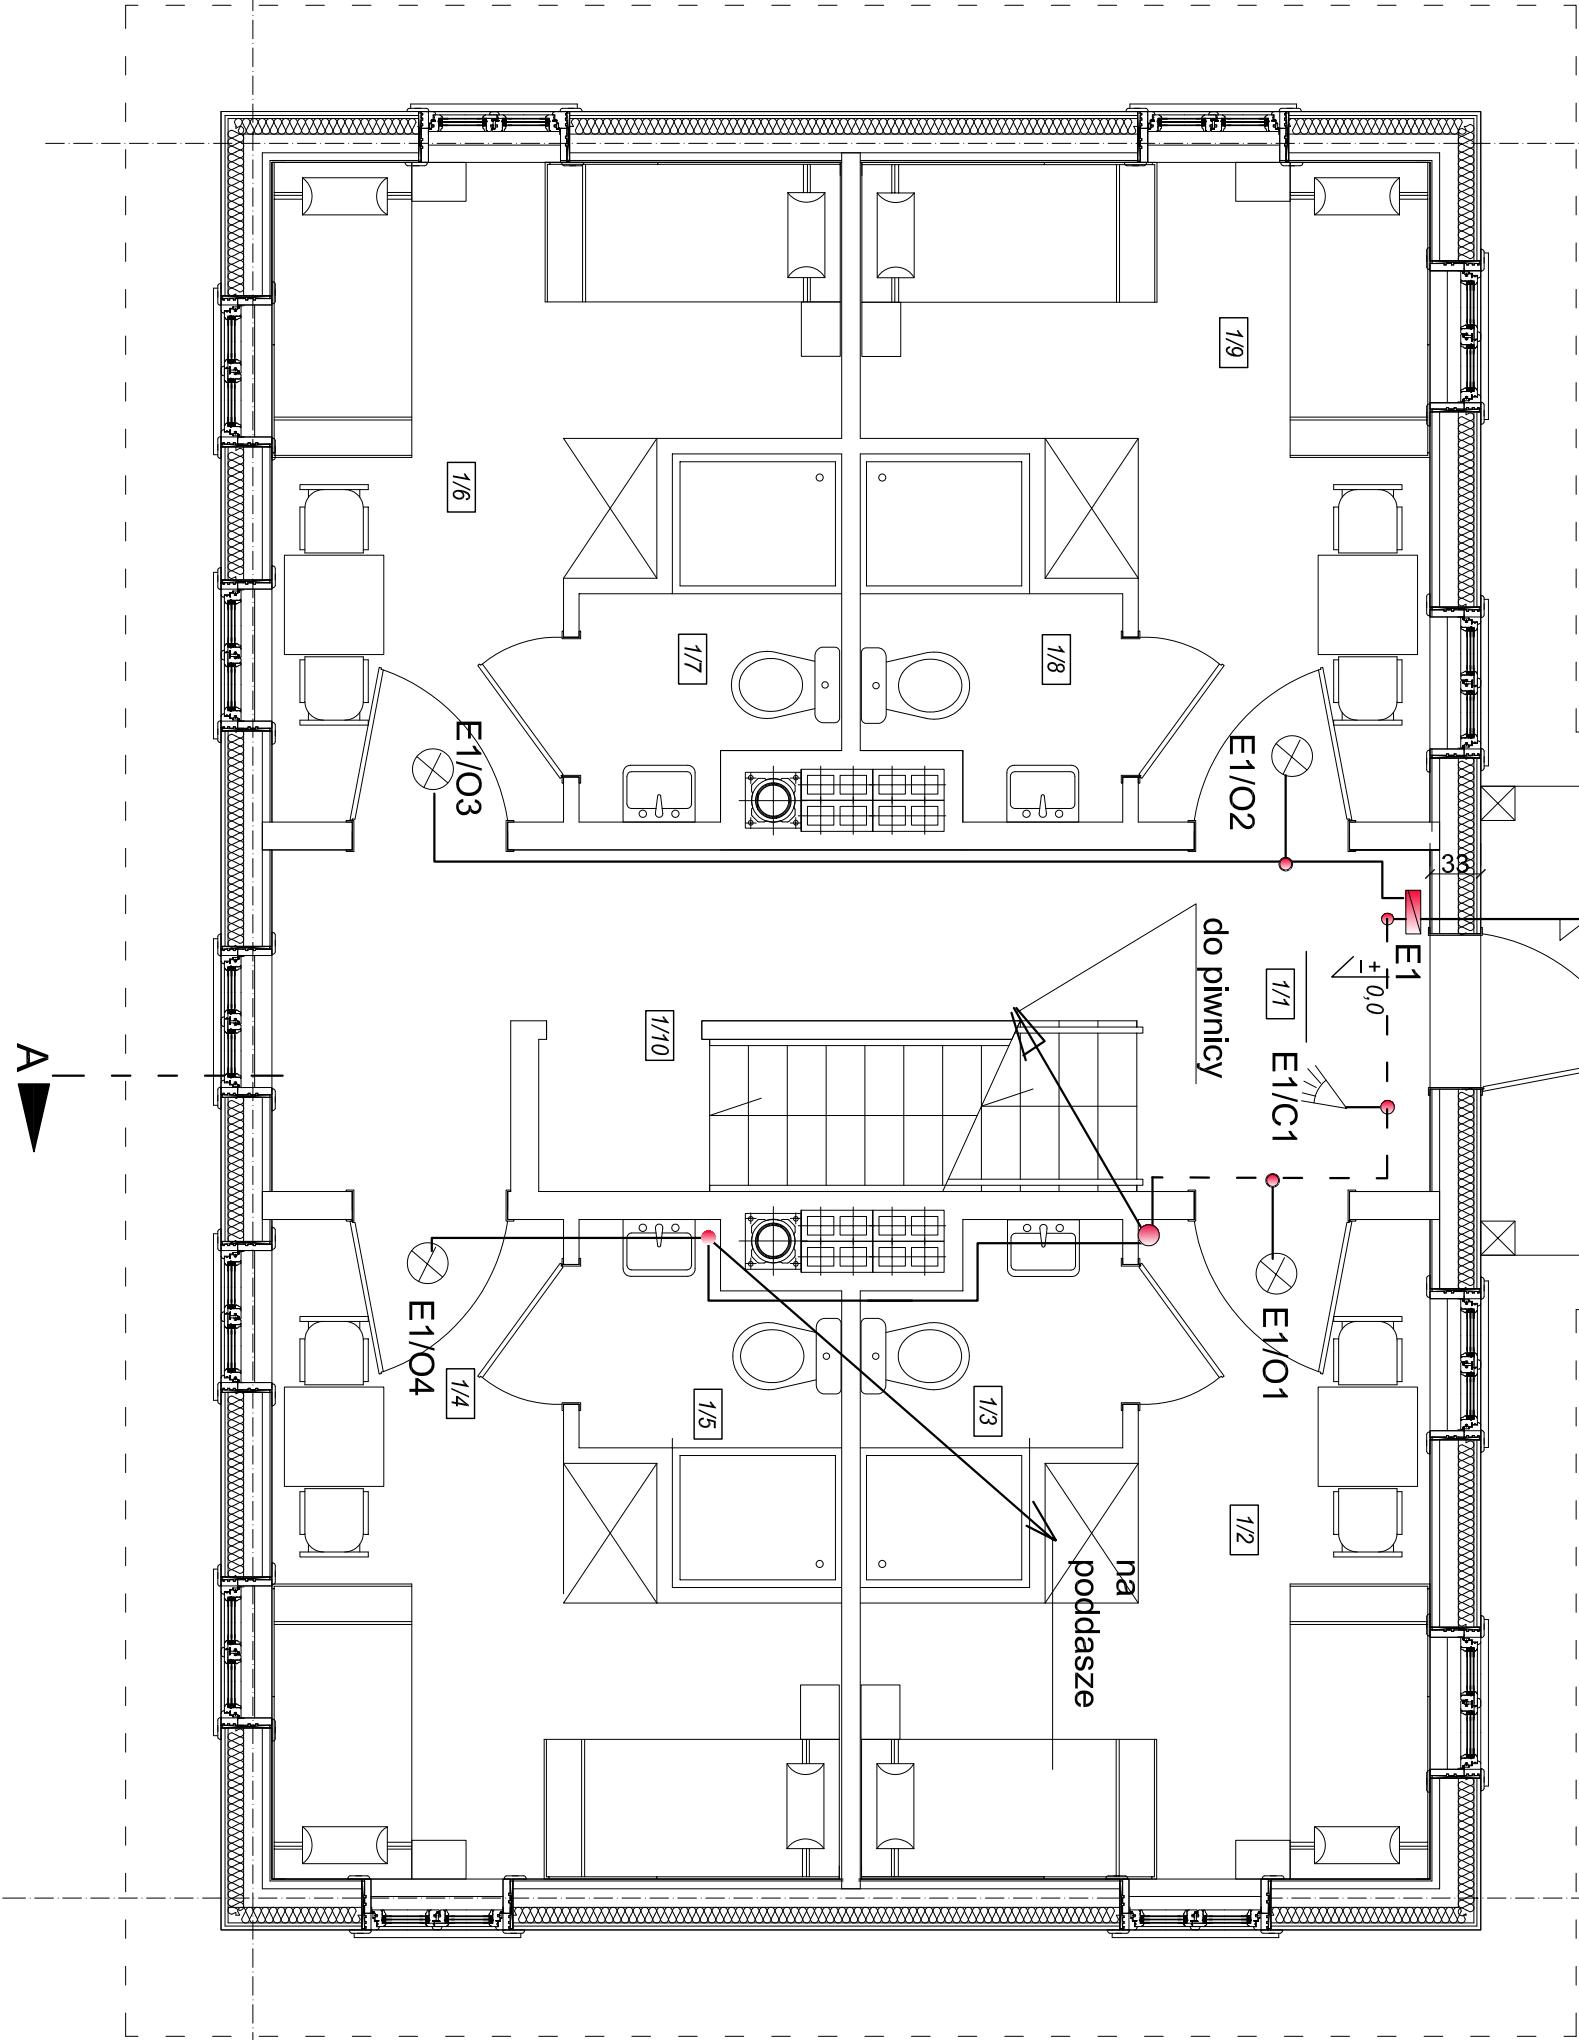 1/9
1/6
1/7
1/8
E1/O3
E1/O2
33
E1
± 0,0
1/1
do piwnicy
1/10
E1/C1
A
E1/O4
E1/O1
1/4
1/5
1/3
1/2
na
poddasze